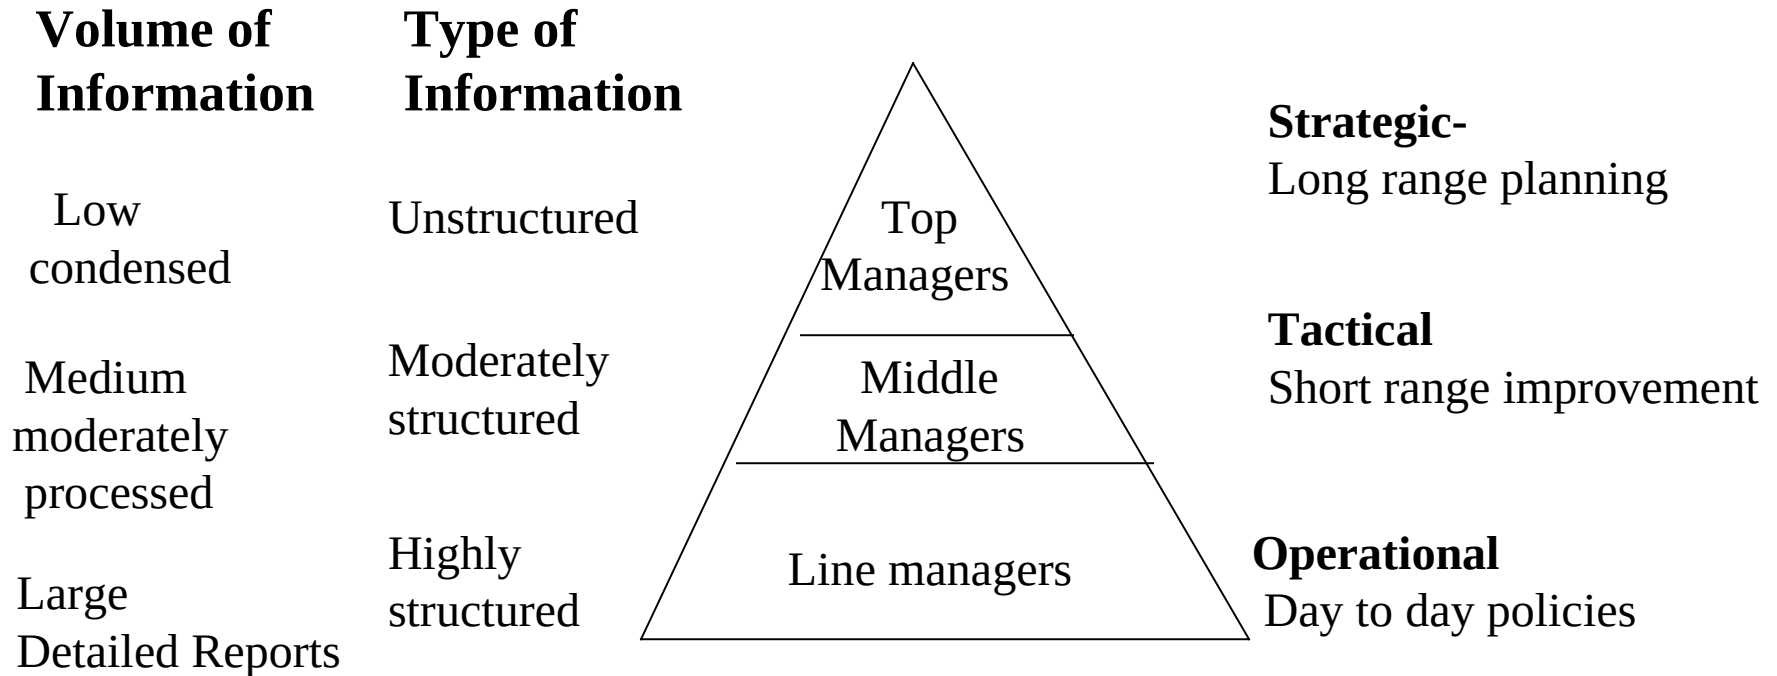 Volume of
Information
Type of
Information
Strategic-
Long range planning
Low
condensed
Unstructured
Top
Managers
Tactical
Short range improvement
Medium
moderately
processed
Moderately
structured
Middle
Managers
Large
Detailed Reports
Highly
structured
Line managers
Operational
Day to day policies